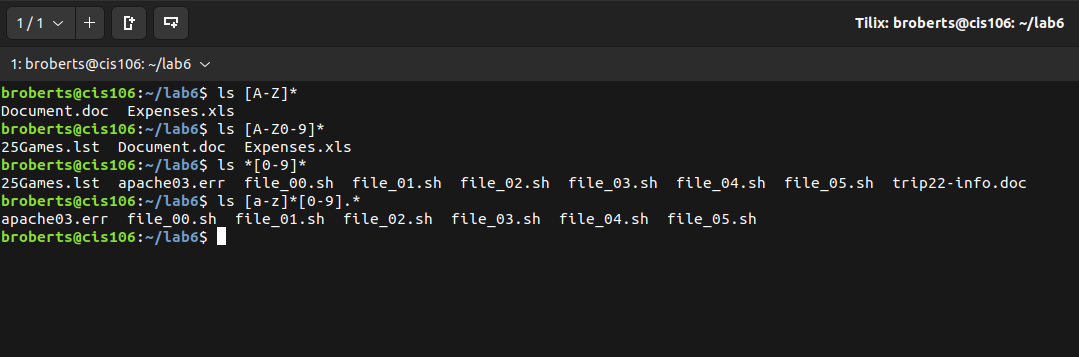 1 / 1
Tilix: broberts@cis106: ~/lab6
1: broberts@cis106: ~/lab6
broberts@cis106:~/lab6$ ls [A-Z]*
Document.doc  Expenses.xls
broberts@cis106:~/lab6$ ls [A-Z0-9]*
25Games.lst  Document.doc  Expenses.xls
broberts@cis106:~/lab6$ ls *[0-9]*
25Games.lst  apache03.err  file_00.sh  file_01.sh  file_02.sh  file_03.sh  file_04.sh  file_05.sh  trip22-info.doc
broberts@cis106:~/lab6$ ls [a-z]*[0-9].*
apache03.err  file_00.sh  file_01.sh  file_02.sh  file_03.sh  file_04.sh  file_05.sh
broberts@cis106:~/lab6$